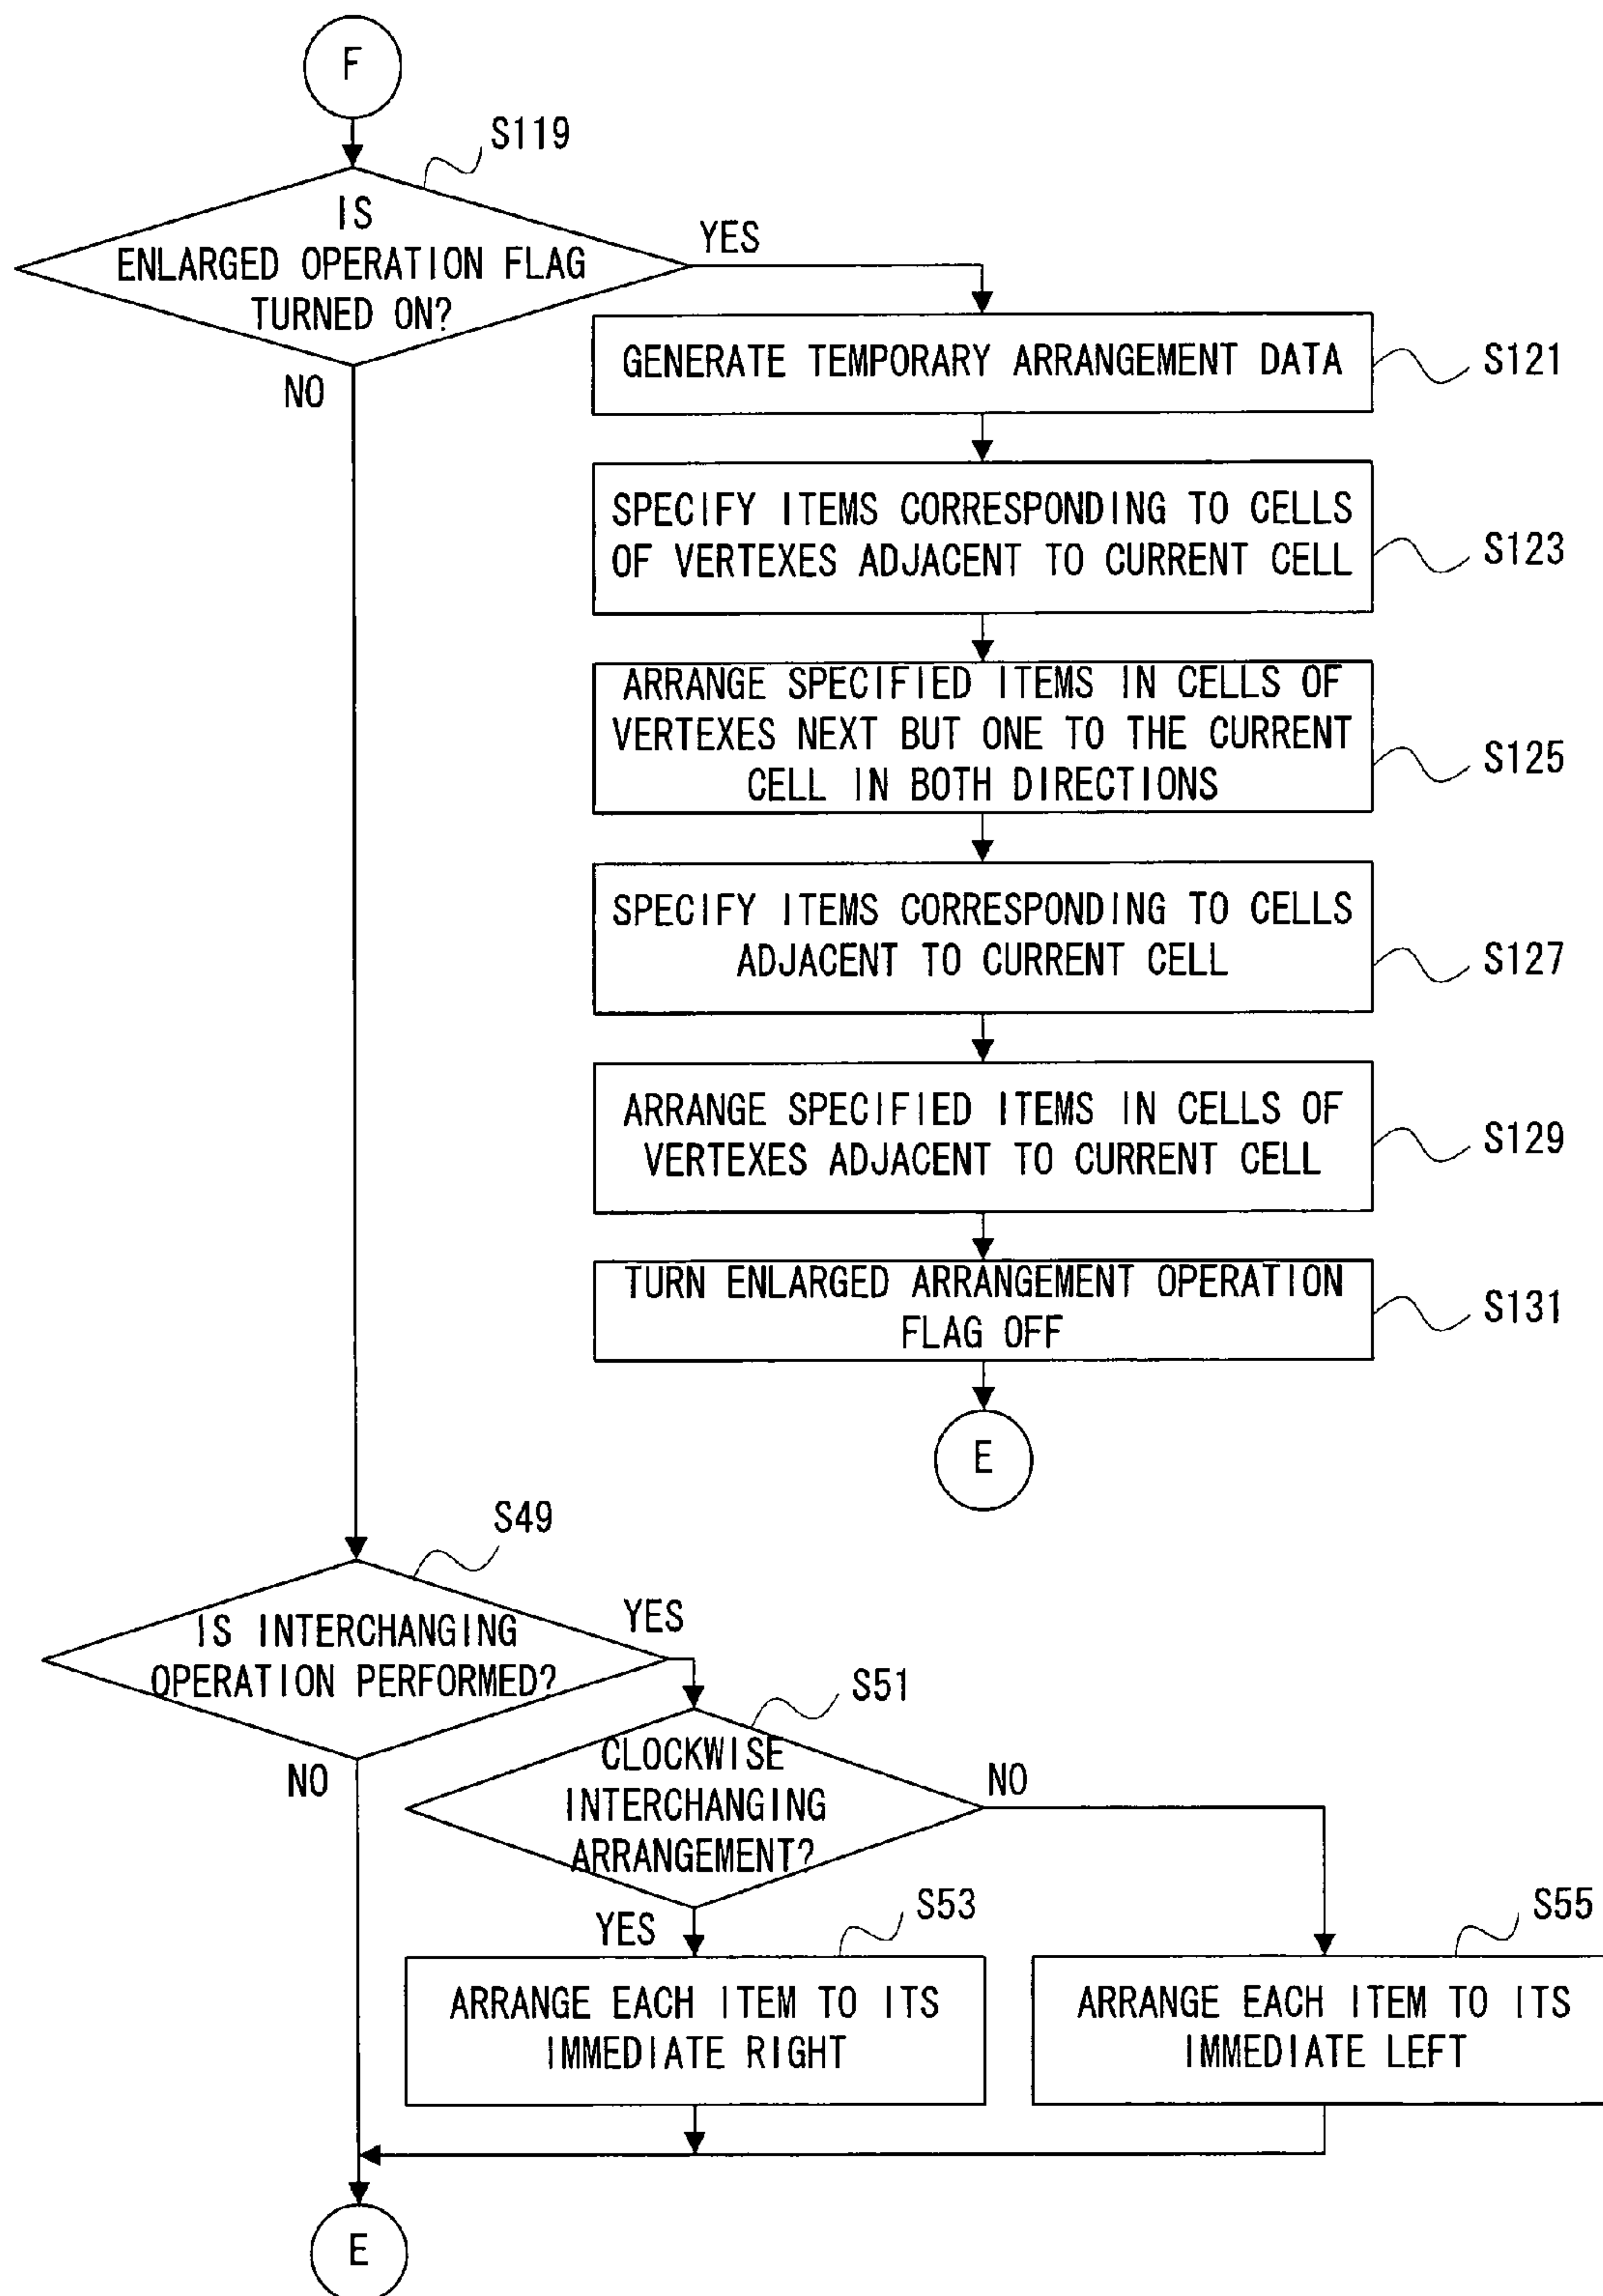 F
S119
IS
ENLARGED OPERATION FLAG
TURNED ON?
YES
NO
GENERATE TEMPORARY ARRANGEMENT DATA
S121
SPECIFY ITEMS CORRESPONDING TO CELLS
OF VERTEXES ADJACENT TO CURRENT CELL
S123
ARRANGE SPECIFIED ITEMS IN CELLS OF
VERTEXES NEXT BUT ONE TO THE CURRENT
CELL IN BOTH DIRECTIONS
S125
SPECIFY ITEMS CORRESPONDING TO CELLS
ADJACENT TO CURRENT CELL
S127
ARRANGE SPECIFIED ITEMS IN CELLS OF
VERTEXES ADJACENT TO CURRENT CELL
S129
TURN ENLARGED ARRANGEMENT OPERATION
FLAG OFF
S131
E
S49
IS INTERCHANGING
OPERATION PERFORMED?
YES
NO
S51
CLOCKWISE
INTERCHANGING
ARRANGEMENT?
NO
YES
S53
ARRANGE EACH ITEM TO ITS
IMMEDIATE RIGHT
S55
ARRANGE EACH ITEM TO ITS
IMMEDIATE LEFT
E